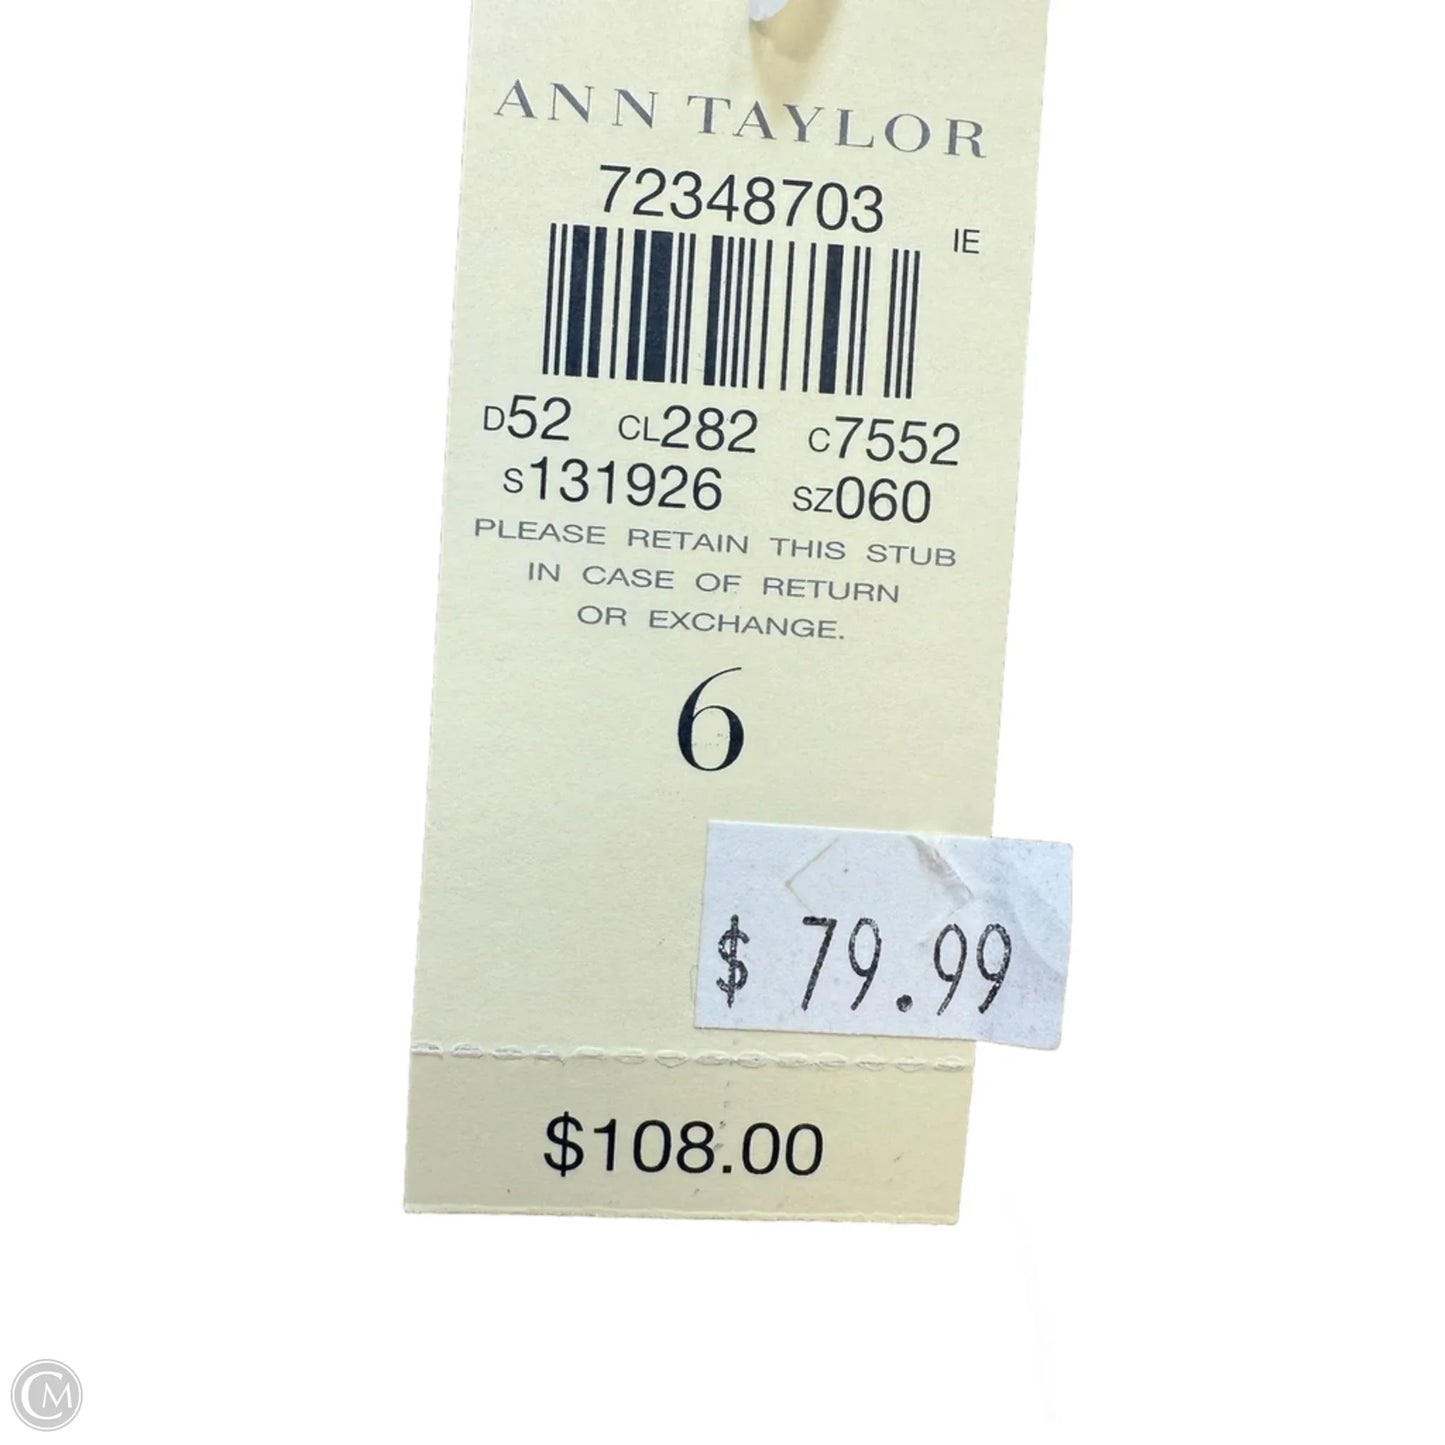 ANN TAYLOR
72348703
IE
D52 CL282 C7552
S131926 SZ060
PLEASE RETAIN THIS STUB
IN CASE OF RETURN
OR EXCHANGE.
6
$ 79.99
$108.00
CM